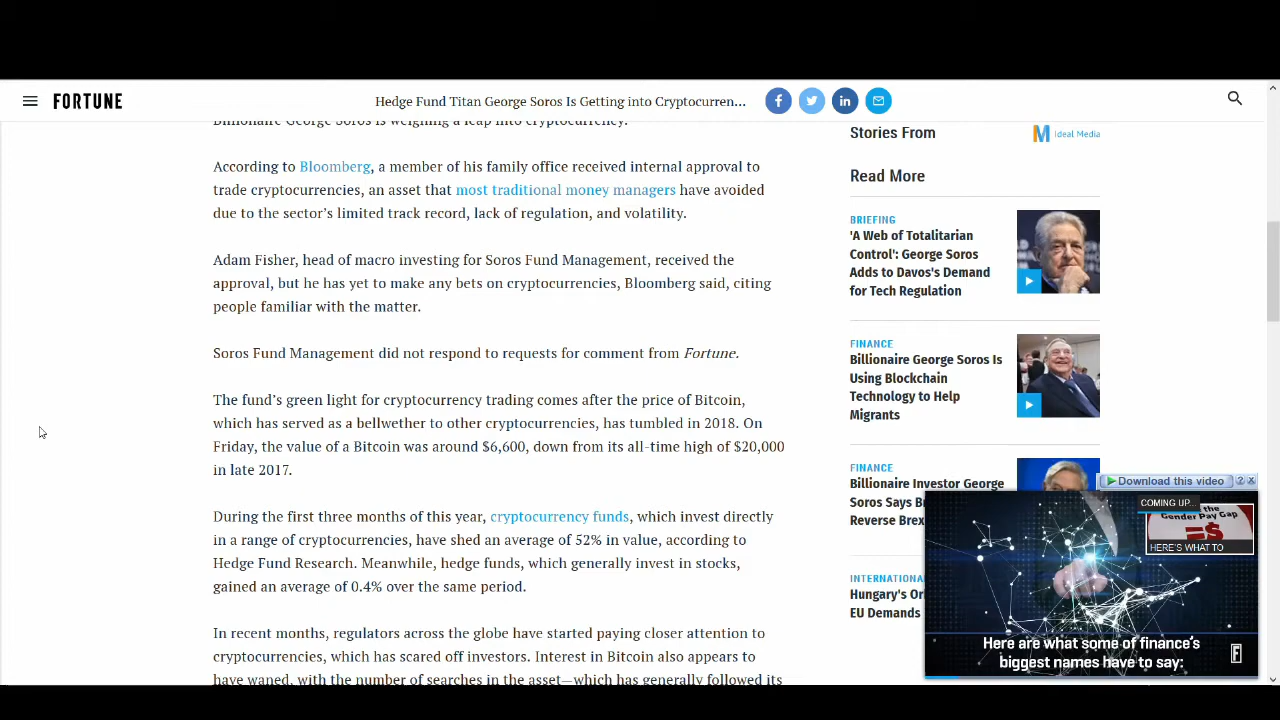 FORTUNE
Hedge Fund Titan George Soros Is Getting into Cryptocurren...
Billionaire George Soros is weighing a leap into cryptocurrency.
According to Bloomberg, a member of his family office received internal approval to
trade cryptocurrencies, an asset that most traditional money managers have avoided
due to the sector’s limited track record, lack of regulation, and volatility.
Adam Fisher, head of macro investing for Soros Fund Management, received the
approval, but he has yet to make any bets on cryptocurrencies, Bloomberg said, citing
people familiar with the matter.
Soros Fund Management did not respond to requests for comment from Fortune.
The fund’s green light for cryptocurrency trading comes after the price of Bitcoin,
which has served as a bellwether to other cryptocurrencies, has tumbled in 2018. On
Friday, the value of a Bitcoin was around $6,600, down from its all-time high of $20,000
in late 2017.
During the first three months of this year, cryptocurrency funds, which invest directly
in a range of cryptocurrencies, have shed an average of 52% in value, according to
Hedge Fund Research. Meanwhile, hedge funds, which generally invest in stocks,
gained an average of 0.4% over the same period.
In recent months, regulators across the globe have started paying closer attention to
cryptocurrencies, which has scared off investors. Interest in Bitcoin also appears to
have waned, with the number of searches in the asset—which has generally followed its
Stories From
M Ideal Media
Read More
BRIEFING
'A Web of Totalitarian
Control': George Soros
Adds to Davos's Demand
for Tech Regulation
FINANCE
Billionaire George Soros Is
Using Blockchain
Technology to Help
Migrants
FINANCE
Billionaire Investor George
Soros Says B
Reverse Brex
INTERNATIONA
Hungary's Or
EU Demands
Download this video
COMING UP...
the
Gender Pay Gap
=$
HERE'S WHAT TO
Here are what some of finance's
biggest names have to say:
F